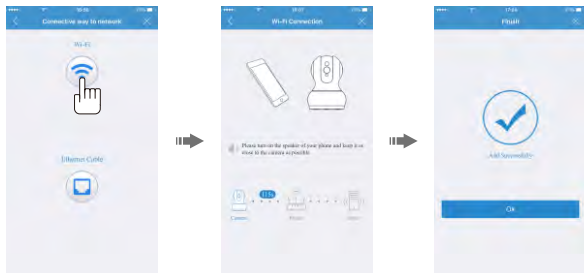 Connective way to network
Wi-Fi
Ethernet Cable
Wi-Fi Connection
Please turn on the speaker of your phone and keep it as
close to the camera as possible
Camera
Finish
Add Successfully
OK